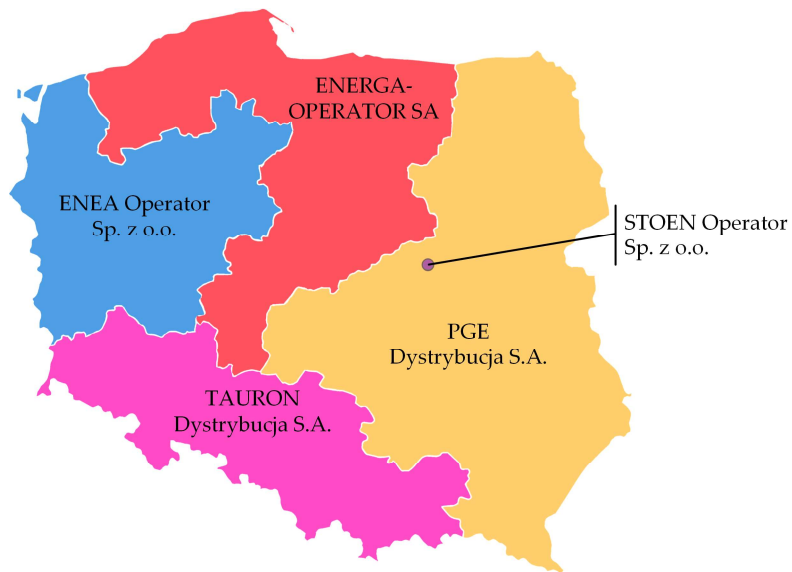 ENERGA-
OPERATOR SA
ENEA Operator
Sp. z o.o.
STOEN Operator
Sp. z o.o.
PGE
Dystrybucja S.A.
TAURON
Dystrybucja S.A.